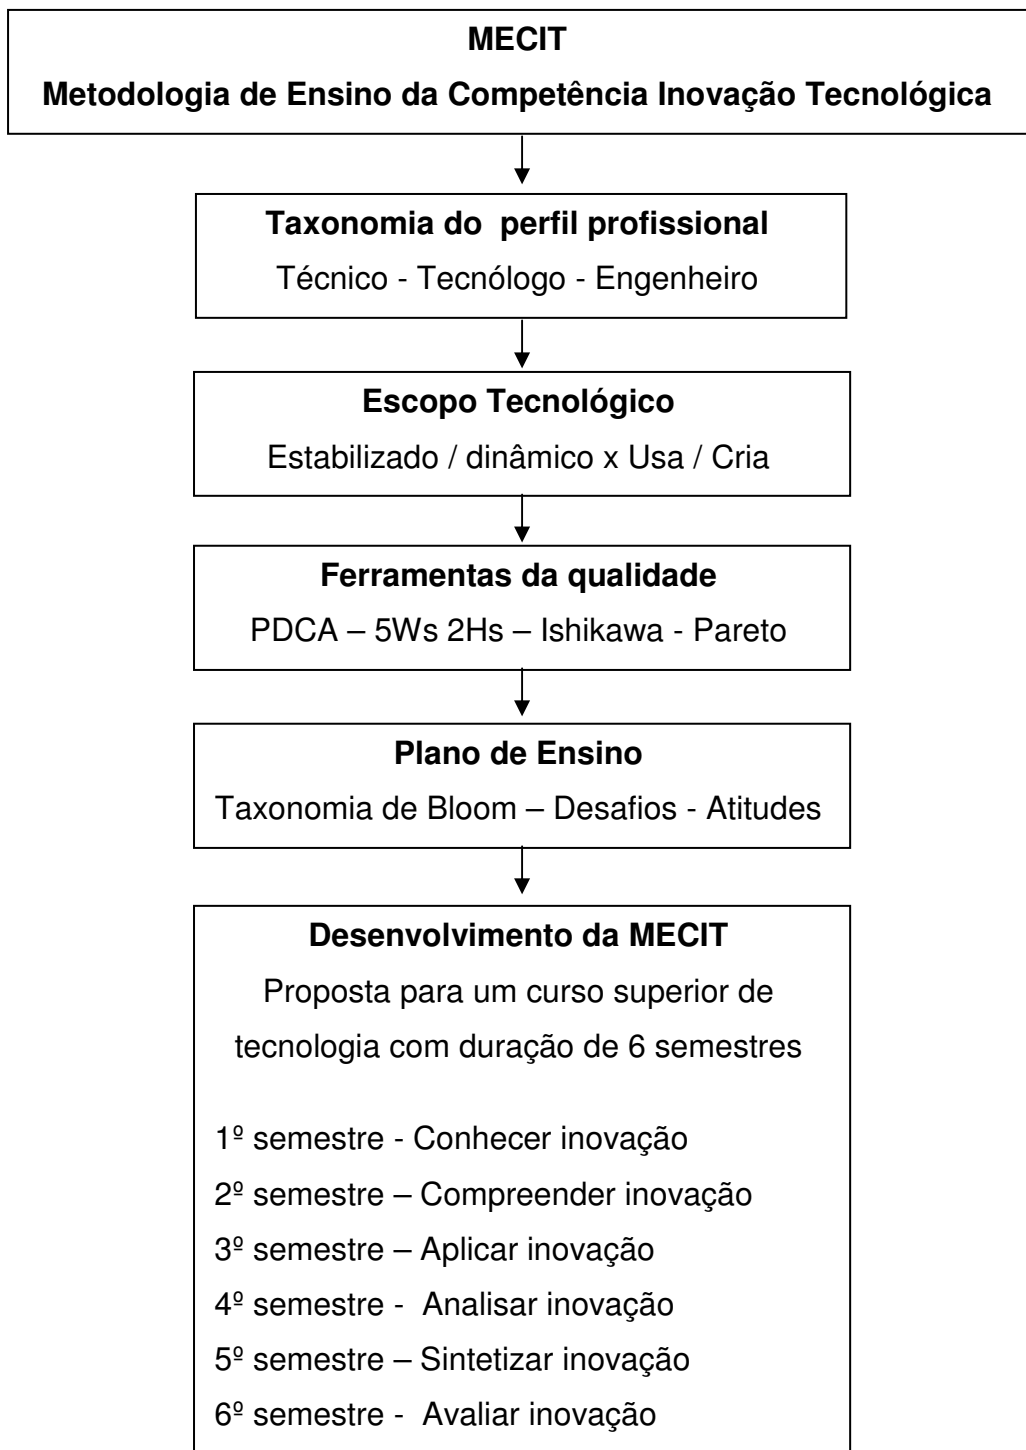 MECIT
Metodologia de Ensino da Competência Inovação Tecnológica
Taxonomia do perfil profissional
Técnico - Tecnólogo - Engenheiro
Escopo Tecnológico
Estabilizado / dinâmico x Usa / Cria
Ferramentas da qualidade
PDCA – 5Ws 2Hs – Ishikawa - Pareto
Plano de Ensino
Taxonomia de Bloom – Desafios - Atitudes
Desenvolvimento da MECIT
Proposta para um curso superior de
tecnologia com duração de 6 semestres
1º semestre - Conhecer inovação
2º semestre – Compreender inovação
3º semestre – Aplicar inovação
4º semestre - Analisar inovação
5º semestre – Sintetizar inovação
6º semestre - Avaliar inovação